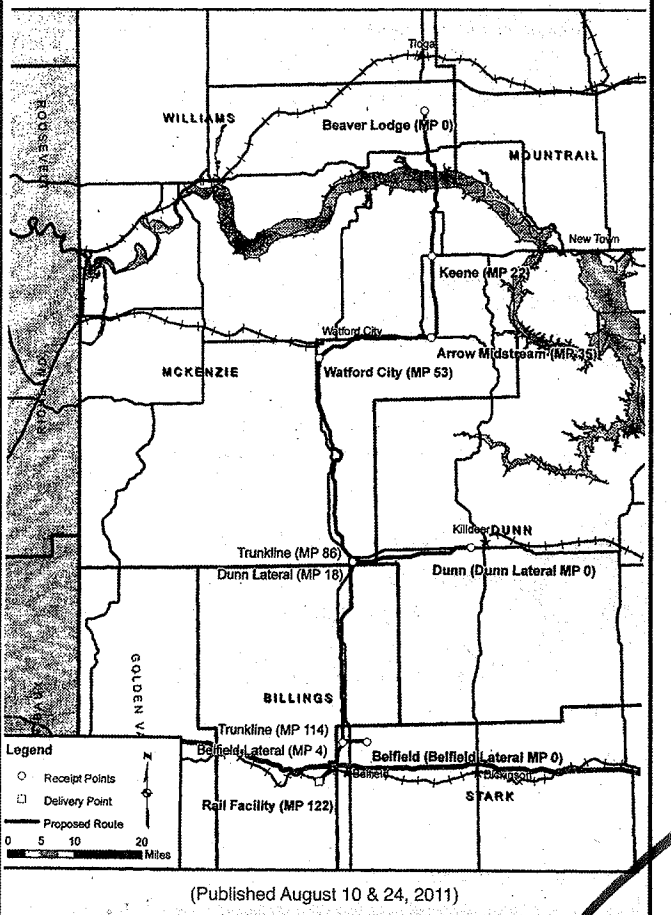 Tioga
ROOSEVELT
WILLIAMS
Beaver Lodge (MP 0)
MOUNTRAIL
New Town
Keene (MP 22)
Watford City
Arrow Midstream (MP 35)
Watford City (MP 53)
MCKENZIE
Killdeer
DUNN
Trunkline (MP 86)
Dunn Lateral (MP 18)
Dunn (Dunn Lateral MP 0)
GOLDEN VA
BILLINGS
Trunkline (MP 114)
Belfield Lateral (MP 4)
Belfield (Belfield Lateral MP 0)
Belfield
Dickinson
STARK
Rail Facility (MP 122)
Legend
N
Receipt Points
Delivery Point
Proposed Route
0 5 10 20
Miles
(Published August 10 & 24, 2011)